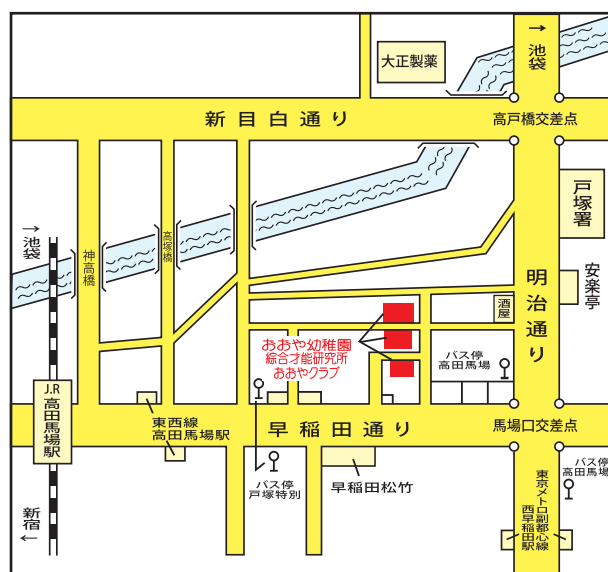 →
池袋
大正製薬
新目白通り
高戸橋交差点
戸塚署
→
池袋
神高橋
高塚橋
安楽亭
明治通り
酒屋
おおや幼稚園
綜合才能研究所
おおやクラブ
バス停
高田馬場
J.R
高田馬場駅
東西線
高田馬場駅
早稲田通り
馬場口交差点
バス停
戸塚特別
早稲田松竹
バス停
高田馬場
東京メトロ副都心線
西早稲田駅
新宿
←